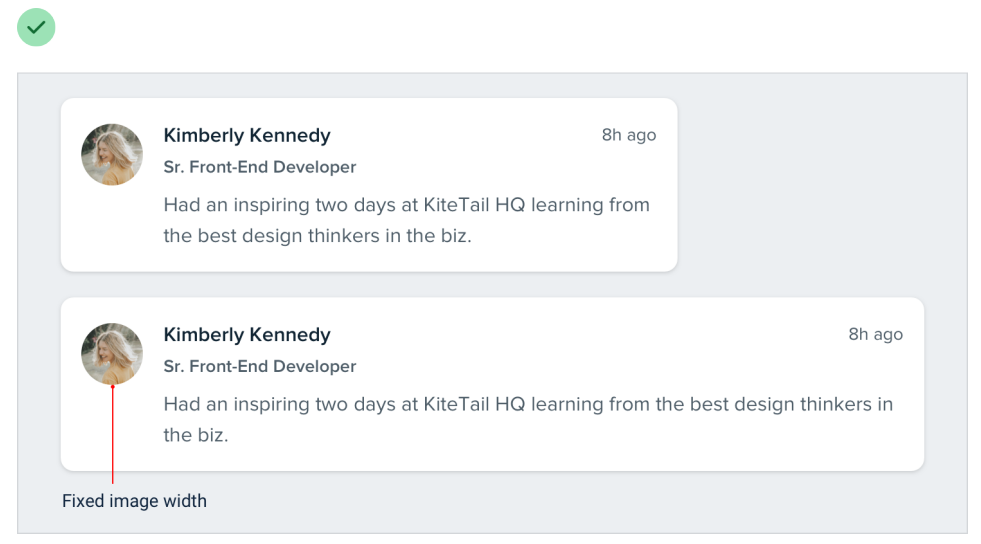 Kimberly Kennedy
8h ago
Sr. Front-End Developer
Had an inspiring two days at KiteTail HQ learning from
the best design thinkers in the biz.
Kimberly Kennedy
8h ago
Sr. Front-End Developer
Had an inspiring two days at KiteTail HQ learning from the best design thinkers in
the biz.
Fixed image width